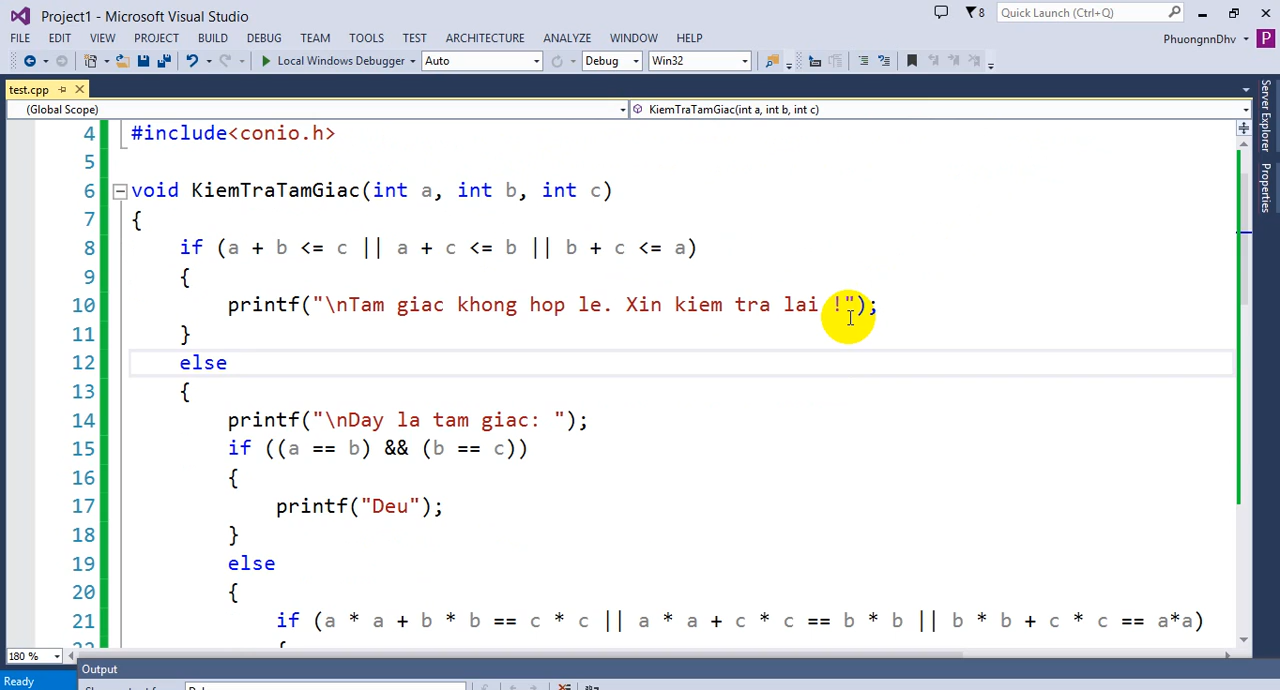 Project1 - Microsoft Visual Studio
8
Quick Launch (Ctrl+Q)
FILE EDIT VIEW PROJECT BUILD DEBUG TEAM TOOLS TEST ARCHITECTURE ANALYZE WINDOW HELP
PhuongnnDhv P
Local Windows Debugger Auto Debug Win32
test.cpp
(Global Scope) KiemTraTamGiac(int a, int b, int c)
Server Explorer
Properties
4 #include<conio.h>
5
6 void KiemTraTamGiac(int a, int b, int c)
7 {
8 if (a + b <= c || a + c <= b || b + c <= a)
9 {
10 printf("\nTam giac khong hop le. Xin kiem tra lai !");
11 }
12 else
13 {
14 printf("\nDay la tam giac: ");
15 if ((a == b) && (b == c))
16 {
17 printf("Deu");
18 }
19 else
20 {
21 if (a * a + b * b == c * c || a * a + c * c == b * b || b * b + c * c == a*a)
180 %
Output
Ready